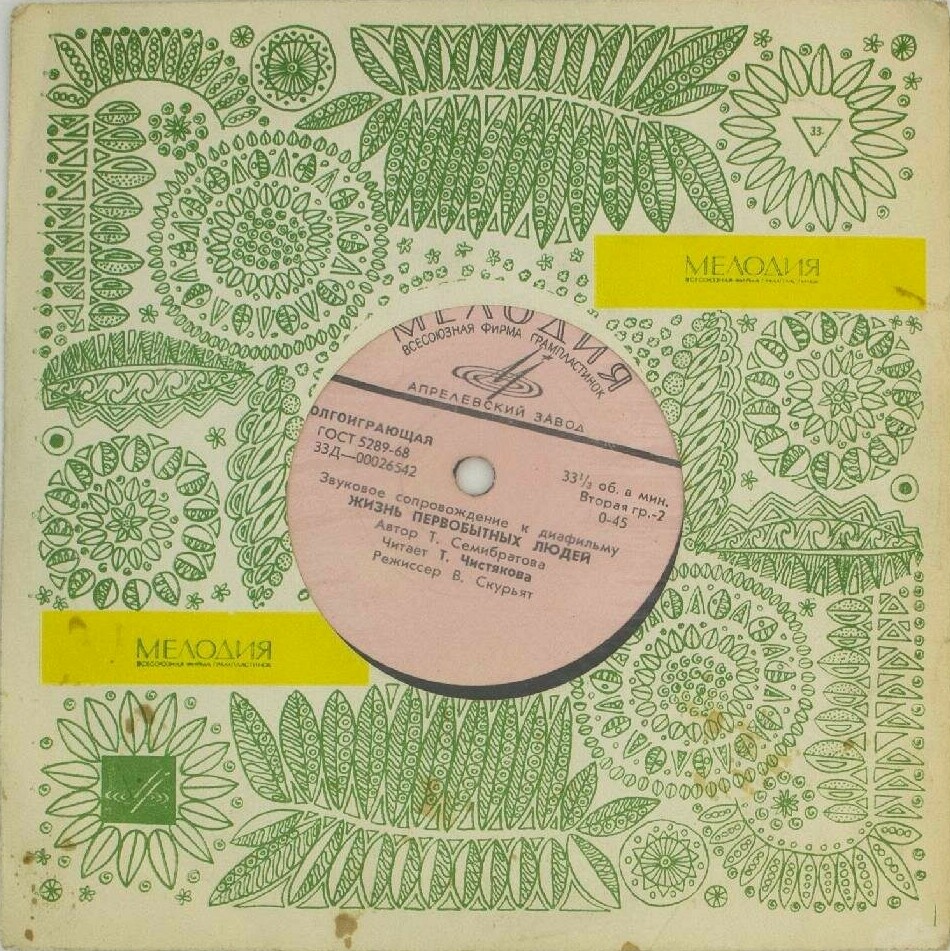 33
МЕЛОДИЯ
ВСЕСОЮЗНАЯ ФИРМА ГРАМПЛАСТИНОК
МЕЛОДИЯ
ВСЕСОЮЗНАЯ ФИРМА ГРАМПЛАСТИНОК
АПРЕЛЕВСКИЙ ЗАВОД
ОЛГОИГРАЮЩАЯ
ГОСТ 5289-68
33Д—00026542
33⅓ об. в мин.
Вторая гр.-2
0-45
Звуковое сопровождение к диафильму
ЖИЗНЬ ПЕРВОБЫТНЫХ ЛЮДЕЙ
Автор Т. Семибратова
Читает Т. Чистякова
Режиссер В. Скурьят
МЕЛОДИЯ
ВСЕСОЮЗНАЯ ФИРМА ГРАМПЛАСТИНОК